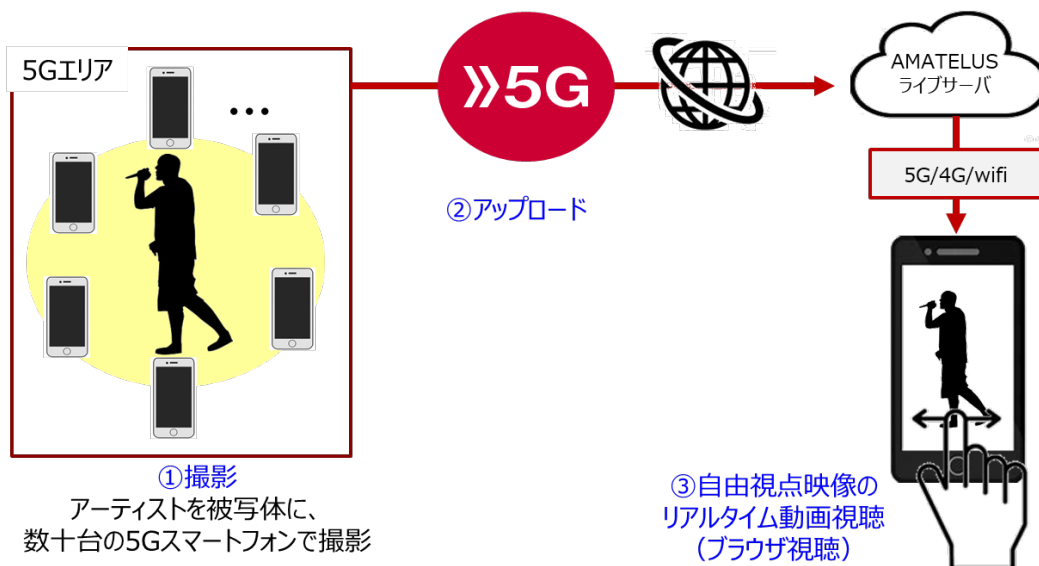 5Gエリア
•••
》5G
AMATELUS
ライブサーバ
5G/4G/wifi
②アップロード
①撮影
アーティストを被写体に、
数十台の5Gスマートフォンで撮影
③自由視点映像の
リアルタイム動画視聴
（ブラウザ視聴）